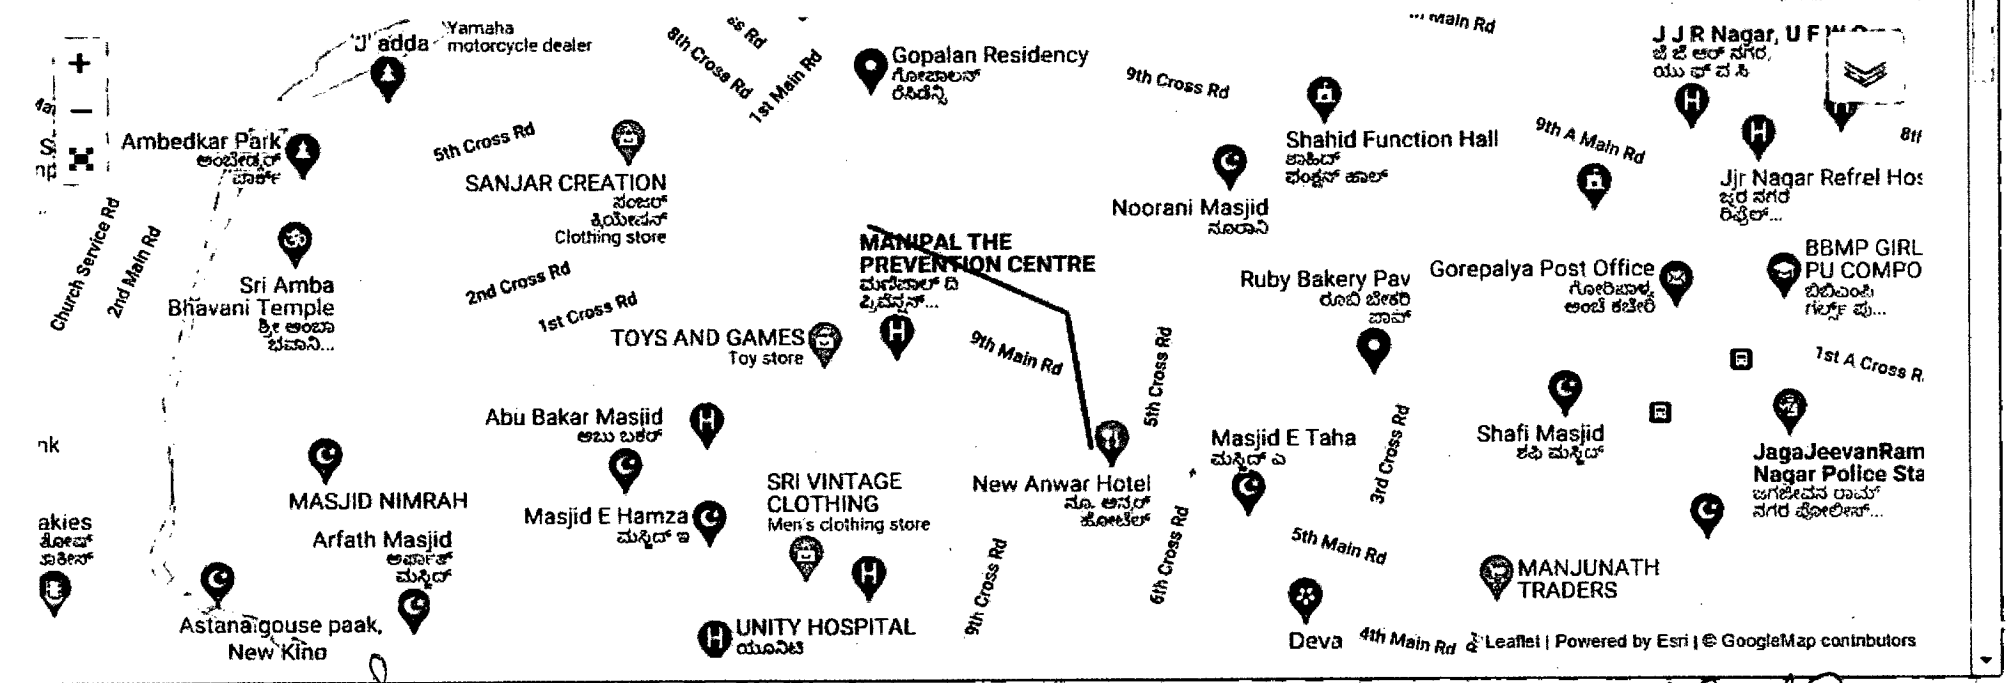 Yamaha
motorcycle dealer
'J' adda
8th Cross Rd
1st Main Rd
Gopalan Residency
ಗೋಪಾಲನ್
ರೆಸಿಡೆನ್ಸಿ
9th Cross Rd
Main Rd
J J R Nagar, U F W C
ಜೆ ಜೆ ಆರ್ ನಗರ,
ಯು ಫ್ ವ ಸಿ
Ambedkar Park
ಅಂಬೇಡ್ಕರ್
ಪಾರ್ಕ್
5th Cross Rd
SANJAR CREATION
ಸಂಜರ್
ಕ್ರಿಯೇಷನ್
Clothing store
Shahid Function Hall
ಶಾಹಿದ್
ಫಂಕ್ಷನ್ ಹಾಲ್
9th A Main Rd
Jjr Nagar Refrel Hos
ಜ್ಜರ ನಗರ
ರಿಫ್ರೆಲ್...
Noorani Masjid
ನೂರಾನಿ
Church Service Rd
2nd Main Rd
Sri Amba
Bhavani Temple
ಶ್ರೀ ಅಂಬಾ
ಭವಾನಿ...
2nd Cross Rd
1st Cross Rd
MANIPAL THE
PREVENTION CENTRE
ಮಣಿಪಾಲ್ ದಿ
ಪ್ರಿವೆನ್ಷನ್...
Ruby Bakery Pav
ರೂಬಿ ಬೇಕರಿ
ಪಾವ್
Gorepalya Post Office
ಗೋರಿಪಾಳ್ಯ
ಅಂಚೆ ಕಚೇರಿ
BBMP GIRL
PU COMPO
ಬಿಬಿಎಂಪಿ
ಗರ್ಲ್ಸ್ ಪು...
TOYS AND GAMES
Toy store
9th Main Rd
5th Cross Rd
1st A Cross R
Abu Bakar Masjid
ಅಬು ಬಕರ್
Masjid E Taha
ಮಸ್ಜಿದ್ ಎ
3rd Cross Rd
Shafi Masjid
ಶಫಿ ಮಸ್ಜಿದ್
JagaJeevanRam
Nagar Police Sta
ಜಗಜೀವನ ರಾಮ್
ನಗರ ಪೋಲೀಸ್...
nk
MASJID NIMRAH
SRI VINTAGE
CLOTHING
Men's clothing store
New Anwar Hotel
ನ್ಯೂ ಅನ್ವರ್
ಹೋಟೆಲ್
Masjid E Hamza
ಮಸ್ಜಿದ್ ಇ
akies
Arfath Masjid
ಅರ್ಫಾತ್
ಮಸ್ಜಿದ್
9th Cross Rd
6th Cross Rd
5th Main Rd
MANJUNATH
TRADERS
Astanaigouse paak,
New King
UNITY HOSPITAL
ಯೂನಿಟಿ
Deva
4th Main Rd
Leaflet | Powered by Esri | © GoogleMap contributors